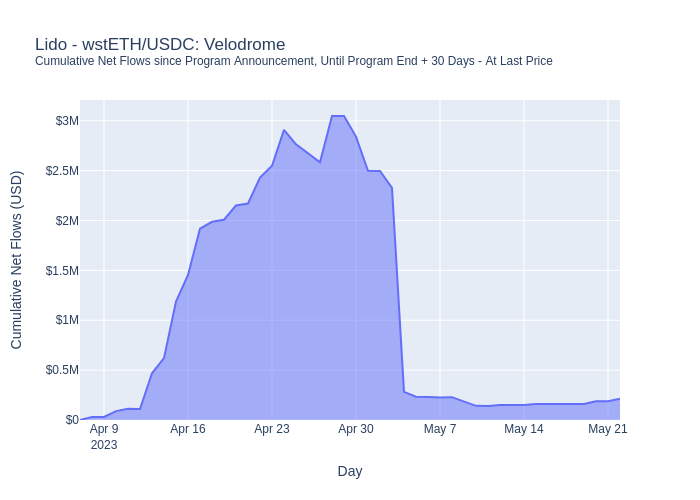 Lido - wstETH/USDC: Velodrome
Cumulative Net Flows since Program Announcement, Until Program End + 30 Days - At Last Price
$3M
$2.5M
$2M
$1.5M
$1M
$0.5M
$0
Cumulative Net Flows (USD)
Apr 9
2023
Apr 16
Apr 23
Apr 30
May 7
May 14
May 21
Day